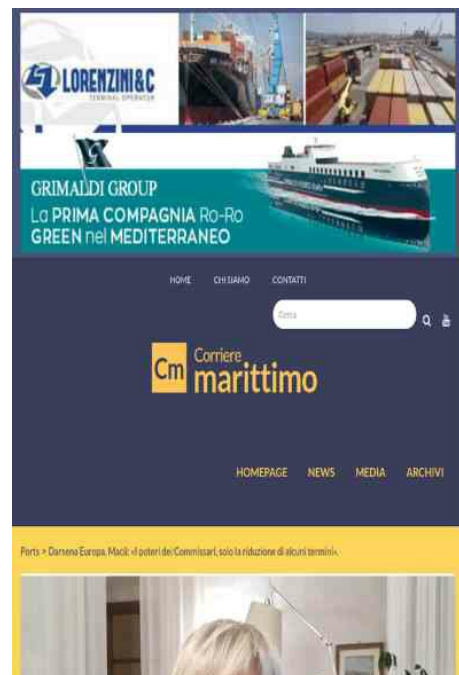 LORENZINI&C
TERMINAL OPERATOR
GRIMALDI GROUP
La PRIMA COMPAGNIA Ro-Ro
GREEN nel MEDITERRANEO
HOME CHI SIAMO CONTATTI
Cerca
Cm Corriere
marittimo
HOMEPAGE NEWS MEDIA ARCHIVI
Ports > Darsena Europa, Macii: «I poteri dei Commissari, solo la riduzione di alcuni termini».